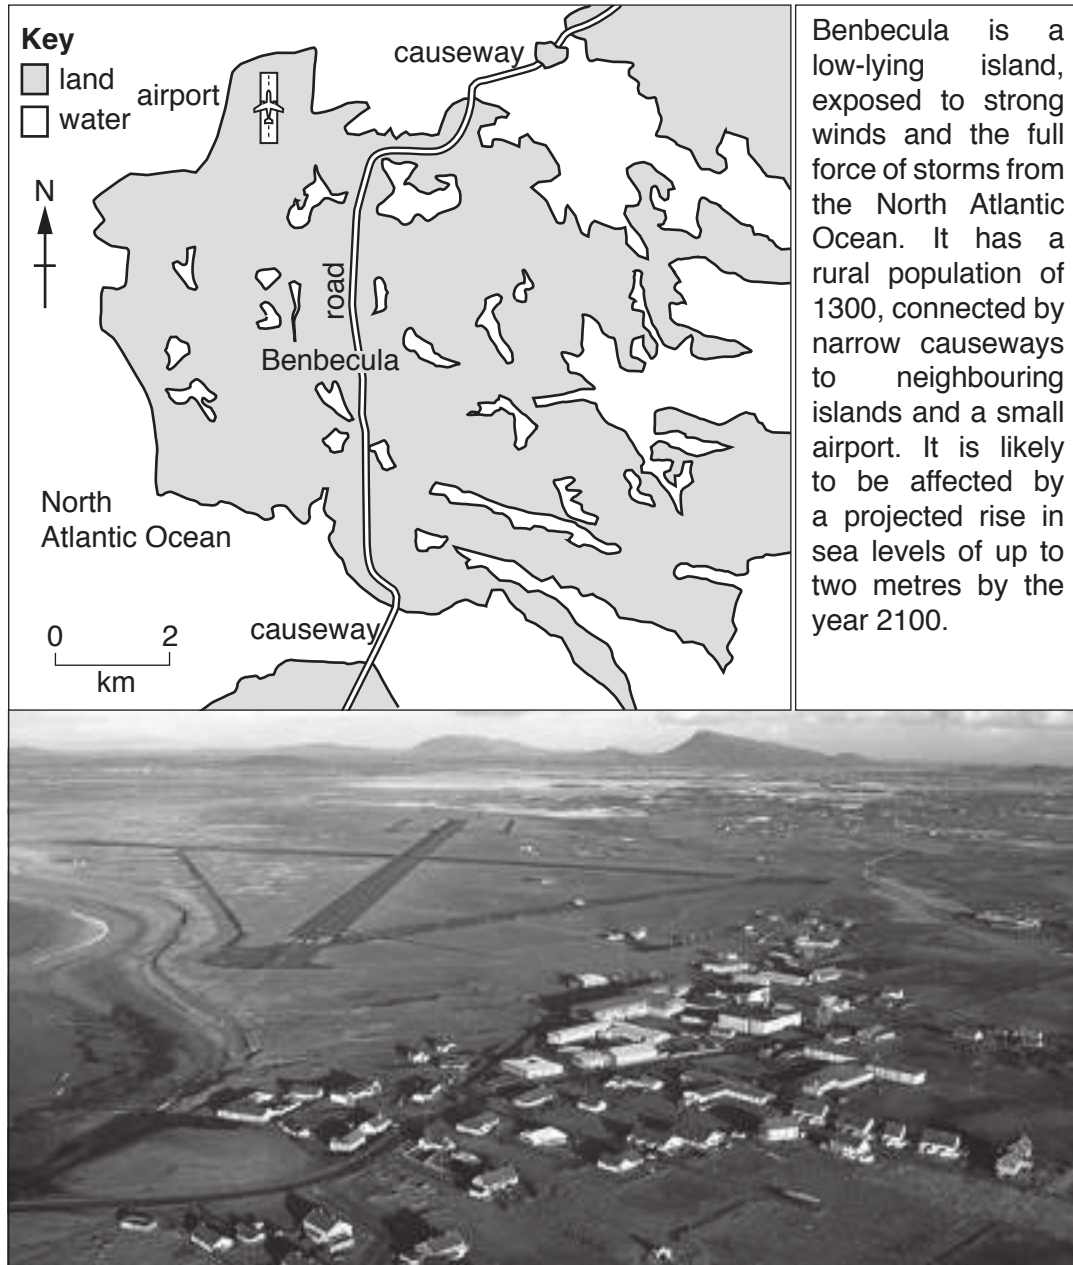 Key
land
water
airport
causeway
N
road
Benbecula
North
Atlantic Ocean
0 2
km
causeway
Benbecula is a
low-lying island,
exposed to strong
winds and the full
force of storms from
the North Atlantic
Ocean. It has a
rural population of
1300, connected by
narrow causeways
to neighbouring
islands and a small
airport. It is likely
to be affected by
a projected rise in
sea levels of up to
two metres by the
year 2100.